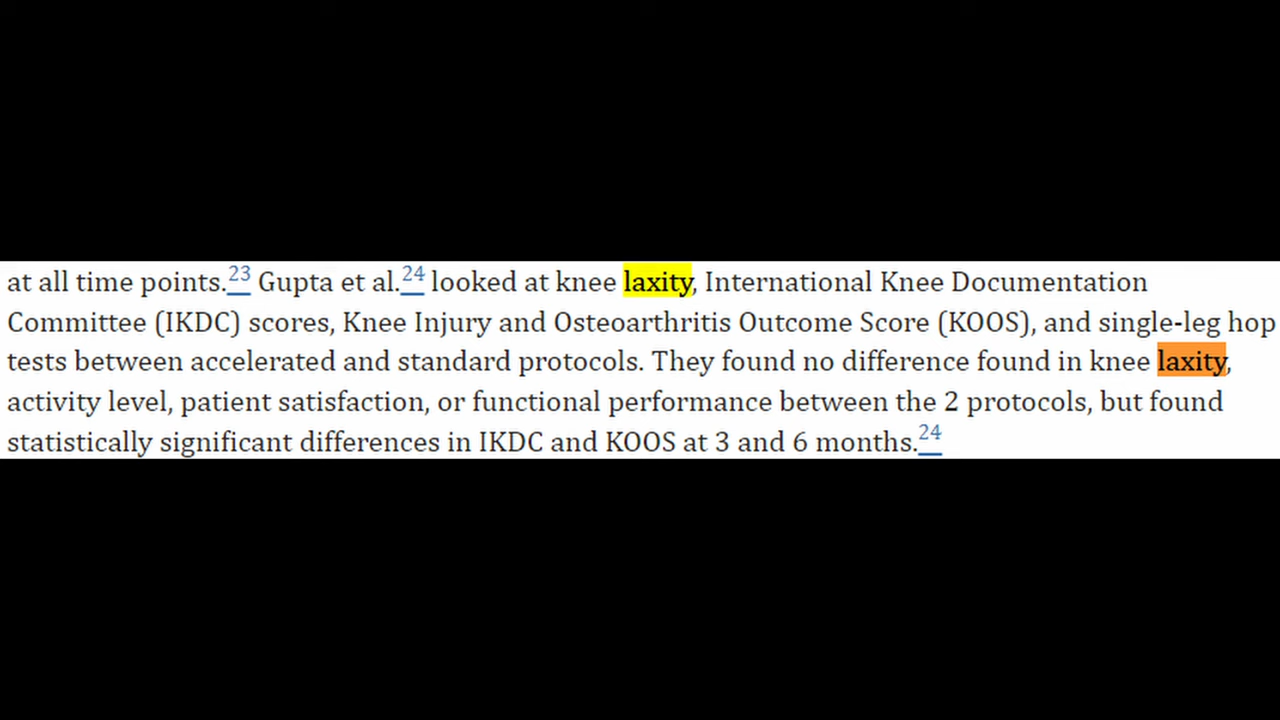 at all time points.23 Gupta et al.24 looked at knee laxity, International Knee Documentation
Committee (IKDC) scores, Knee Injury and Osteoarthritis Outcome Score (KOOS), and single-leg hop
tests between accelerated and standard protocols. They found no difference found in knee laxity,
activity level, patient satisfaction, or functional performance between the 2 protocols, but found
statistically significant differences in IKDC and KOOS at 3 and 6 months.24